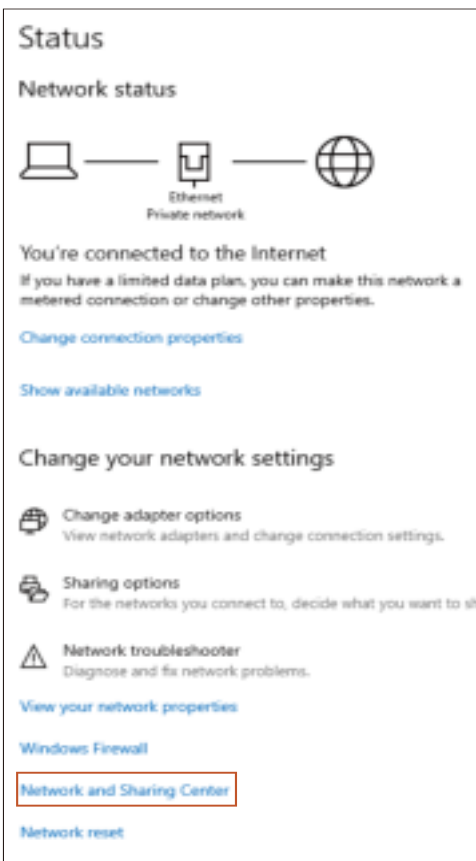 Status
Network status
Ethernet
Private network
You're connected to the Internet
If you have a limited data plan, you can make this network a
metered connection or change other properties.
Change connection properties
Show available networks
Change your network settings
Change adapter options
View network adapters and change connection settings.
Sharing options
For the networks you connect to, decide what you want to sh
Network troubleshooter
Diagnose and fix network problems.
View your network properties
Windows Firewall
Network and Sharing Center
Network reset